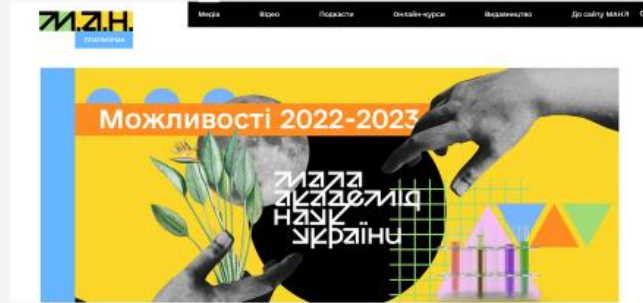 М.А.Н.
ПЛАТФОРМА
Медіа Відео Подкасти Онлайн-курси Видавництво До сайту МАН
Можливості 2022-2023
мала
академія
наук
україни